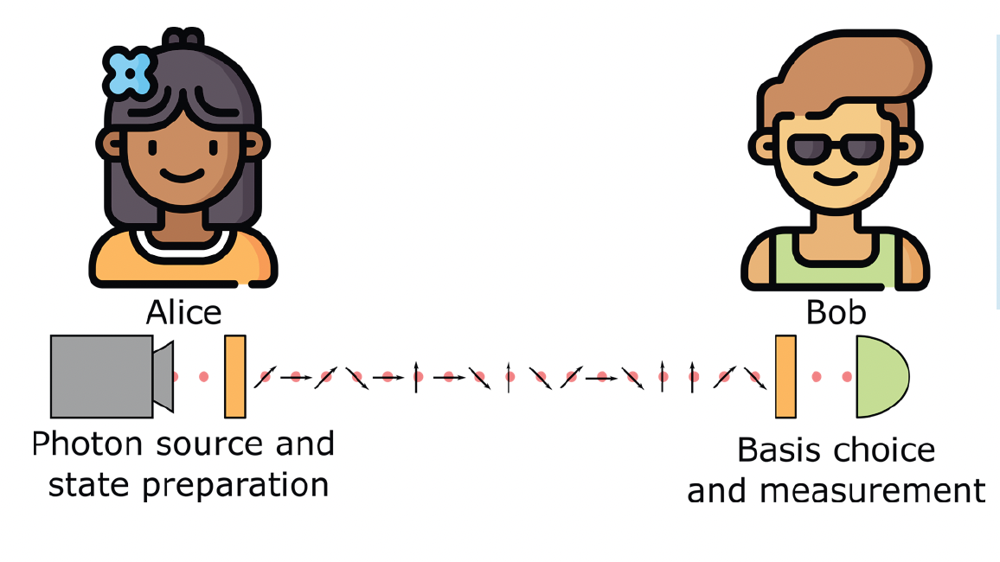 Alice
Bob
Photon source and
state preparation
Basis choice
and measurement